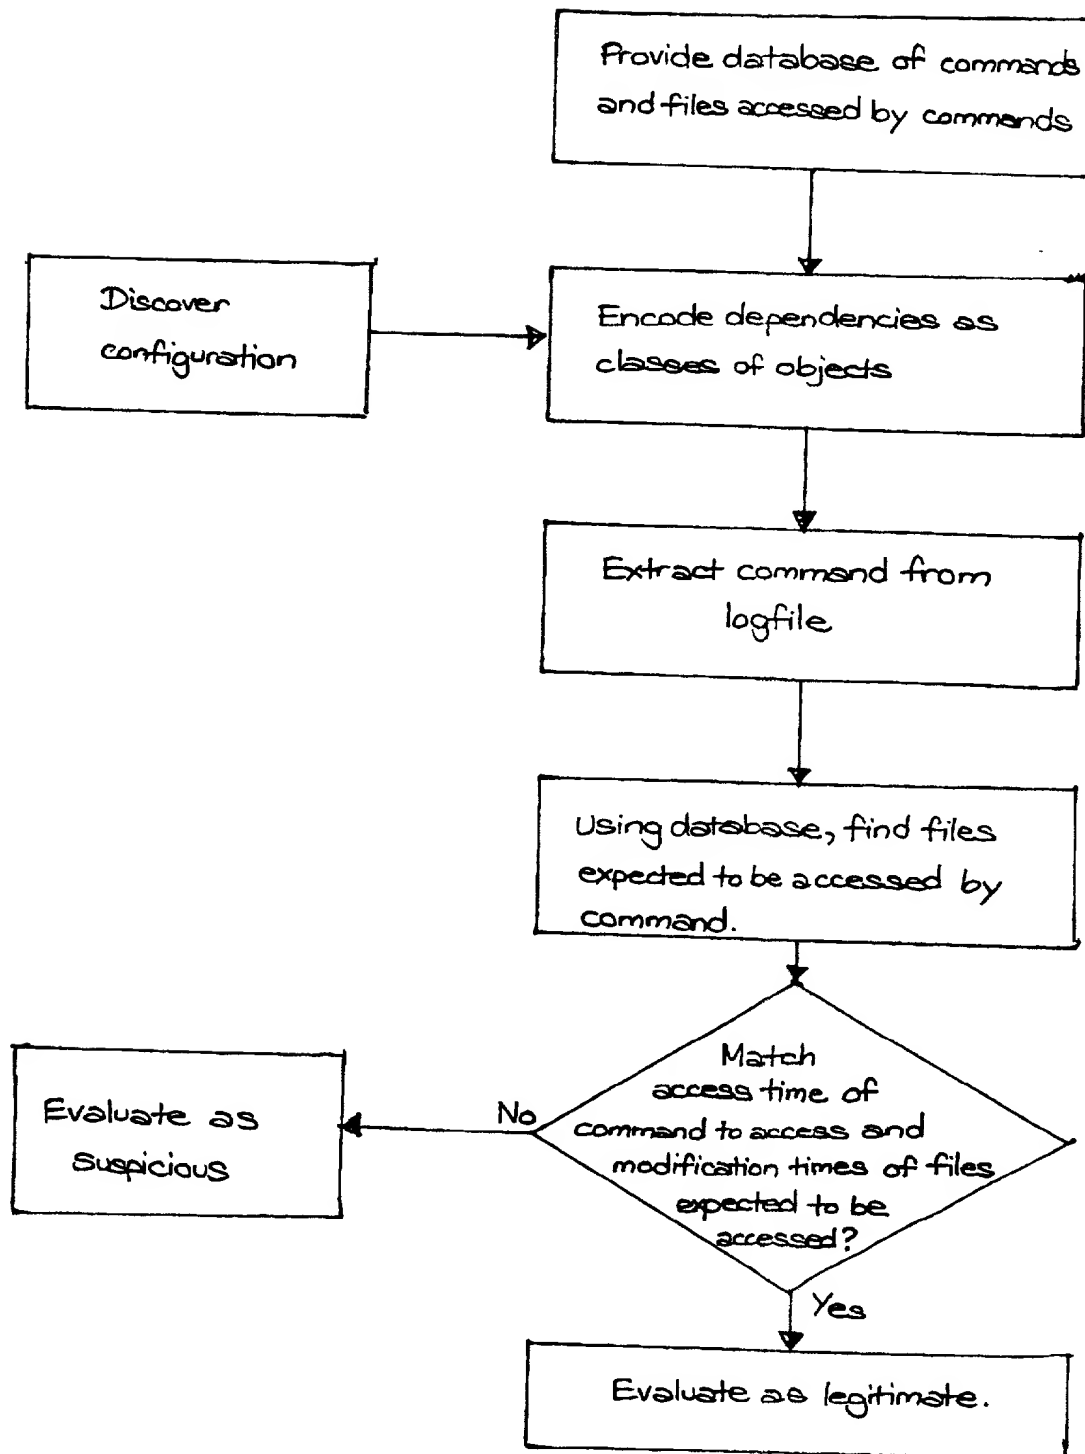 Provide database of commands
and files accessed by commands
Discover
configuration
Encode dependencies as
classes of objects
Extract command from
logfile
Using database, find files
expected to be accessed by
command.
Match
access time of
command to access and
modification times of files
expected to be
accessed?
No
Evaluate as
Suspicious
Yes
Evaluate as legitimate.